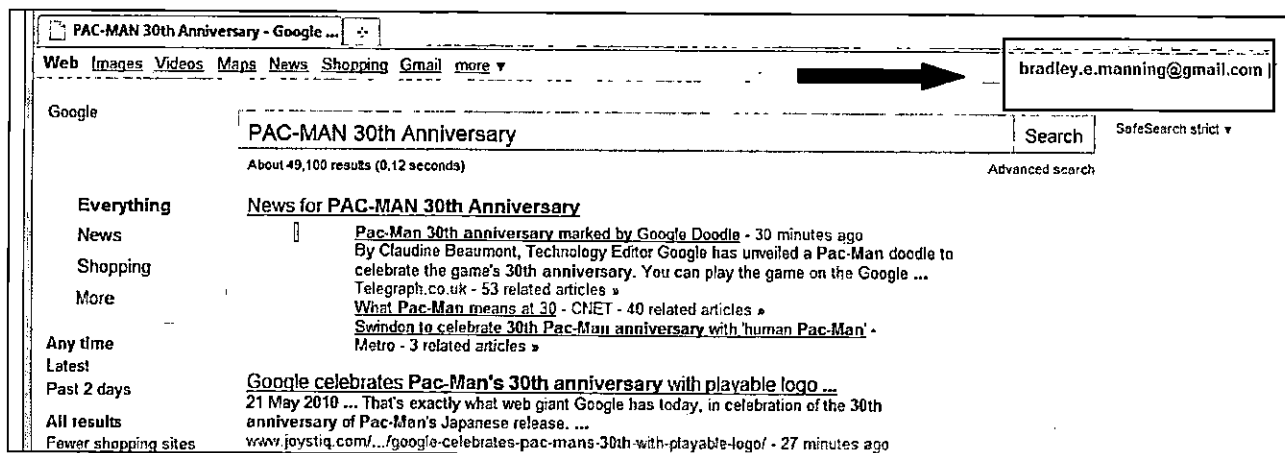 PAC-MAN 30th Anniversary - Google ...
Web Images Videos Maps News Shopping Gmail more ▼
bradley.e.manning@gmail.com |
Google
PAC-MAN 30th Anniversary
Search
SafeSearch strict ▼
About 49,100 results (0.12 seconds)
Advanced search
Everything
News
Shopping
More
Any time
Latest
Past 2 days
All results
Fewer shopping sites
News for PAC-MAN 30th Anniversary
Pac-Man 30th anniversary marked by Google Doodle - 30 minutes ago
By Claudine Beaumont, Technology Editor Google has unveiled a Pac-Man doodle to
celebrate the game's 30th anniversary. You can play the game on the Google ...
Telegraph.co.uk - 53 related articles »
What Pac-Man means at 30 - CNET - 40 related articles »
Swindon to celebrate 30th Pac-Man anniversary with 'human Pac-Man' -
Metro - 3 related articles »
Google celebrates Pac-Man's 30th anniversary with playable logo ...
21 May 2010 ... That's exactly what web giant Google has today, in celebration of the 30th
anniversary of Pac-Man's Japanese release. ...
www.joystiq.com/.../google-celebrates-pac-mans-30th-with-playable-logo/ - 27 minutes ago